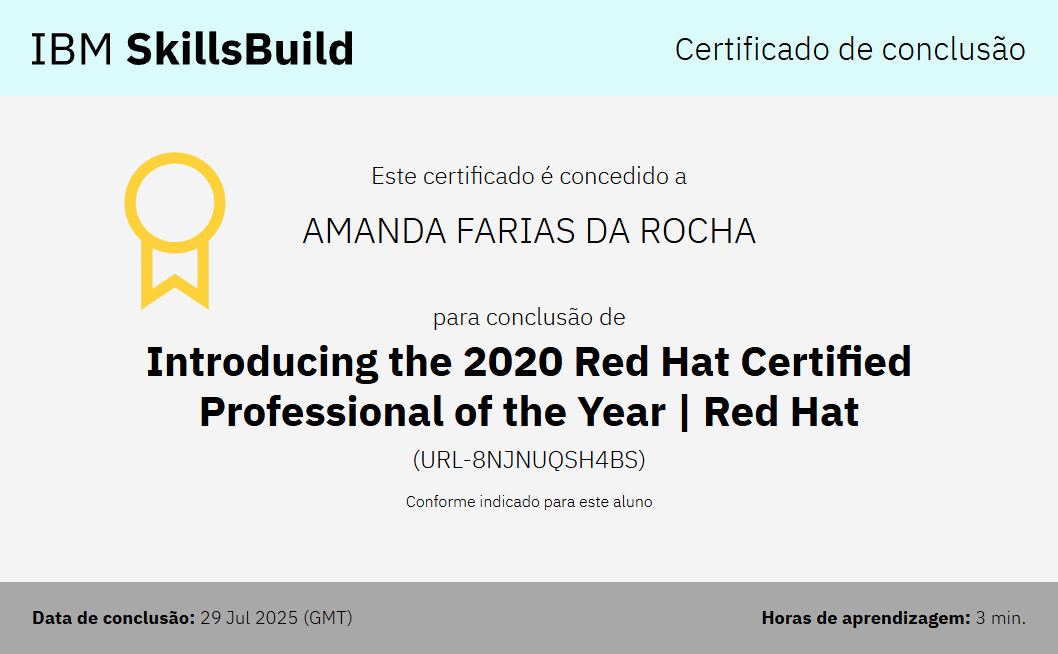 IBM SkillsBuild
Certificado de conclusão
Este certificado é concedido a
AMANDA FARIAS DA ROCHA
para conclusão de
Introducing the 2020 Red Hat Certified
Professional of the Year | Red Hat
(URL-8NJNUQSH4BS)
Conforme indicado para este aluno
Data de conclusão: 29 Jul 2025 (GMT)
Horas de aprendizagem: 3 min.